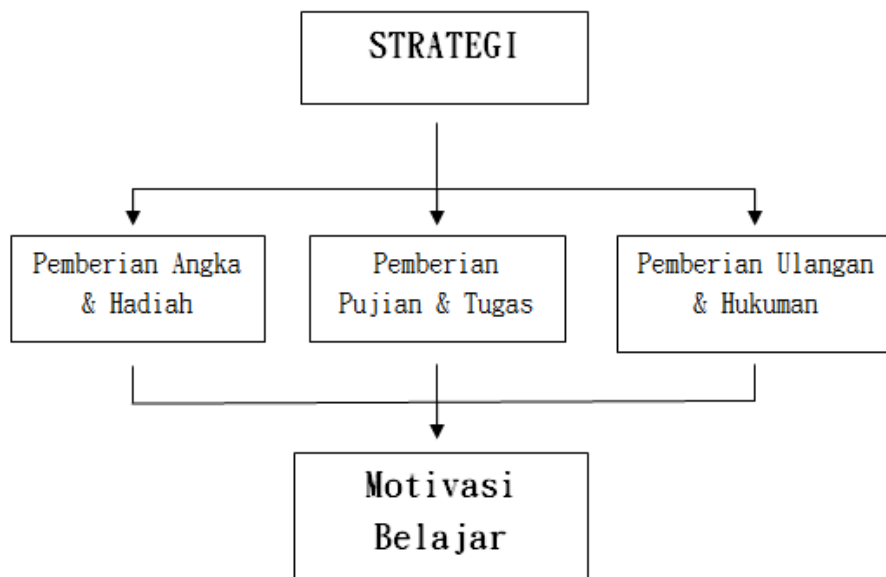 STRATEGI
Pemberian Angka
& Hadiah
Pemberian
Pujian & Tugas
Pemberian Ulangan
& Hukuman
Motivasi
Belajar